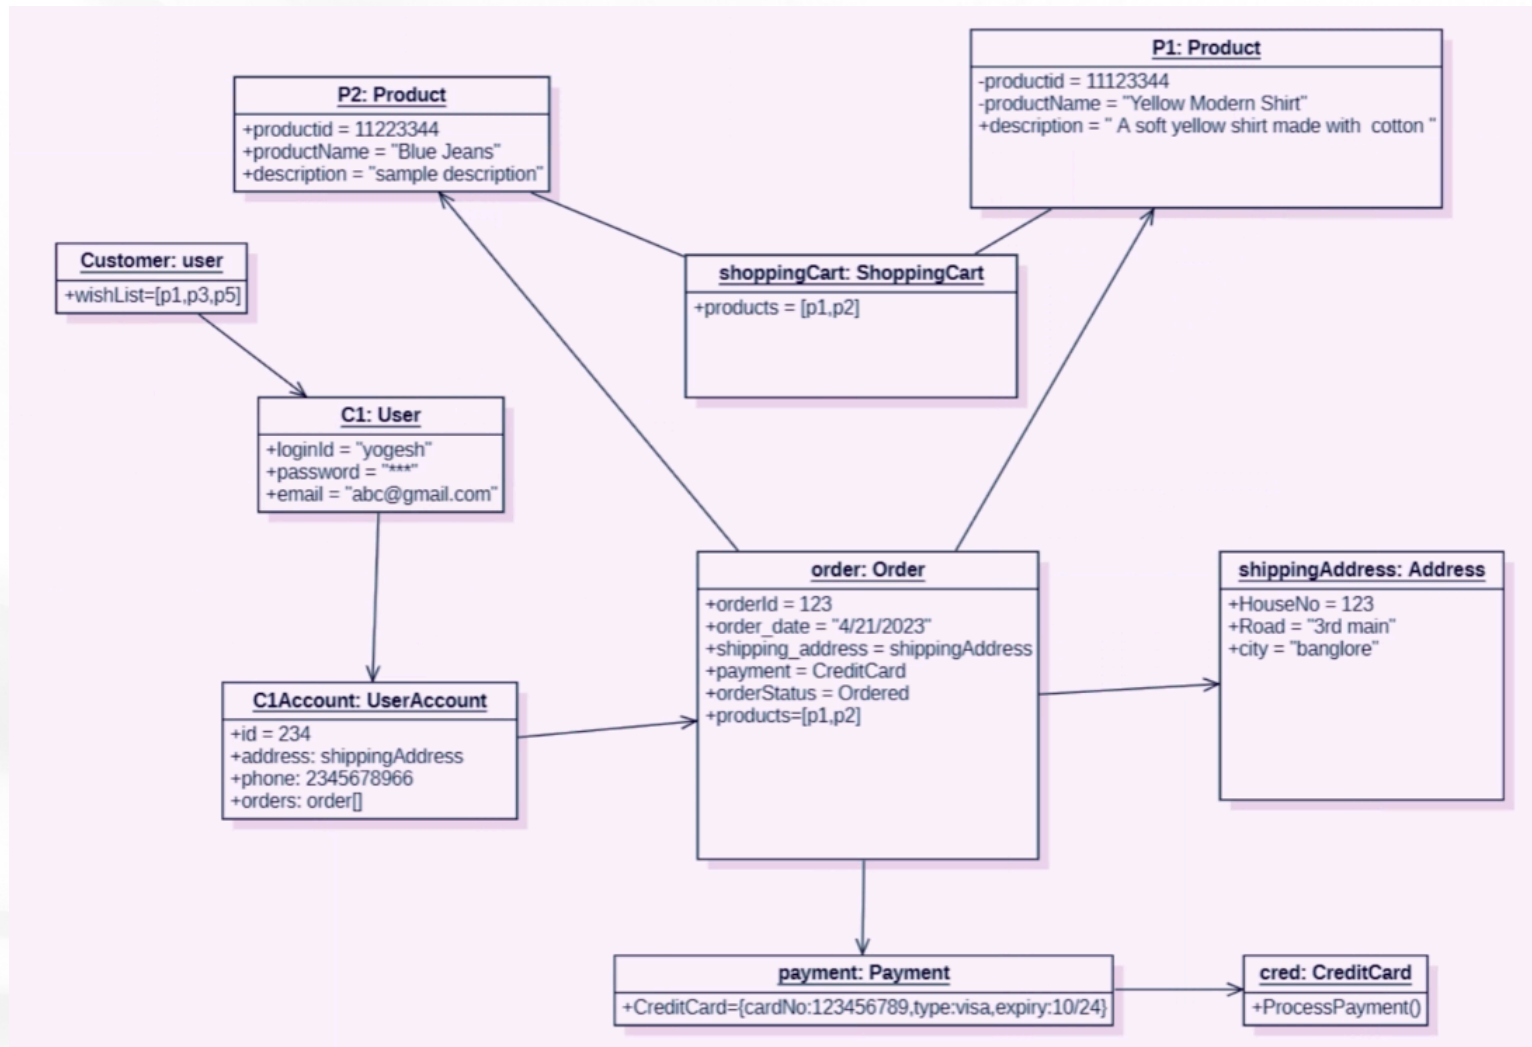 P1: Product
-productid = 11123344
-productName = "Yellow Modern Shirt"
+description = " A soft yellow shirt made with  cotton "
P2: Product
+productid = 11223344
+productName = "Blue Jeans"
+description = "sample description"
Customer: user
+wishList=[p1,p3,p5]
shoppingCart: ShoppingCart
+products = [p1,p2]
C1: User
+loginId = "yogesh"
+password = "***"
+email = "abc@gmail.com"
order: Order
+orderId = 123
+order_date = "4/21/2023"
+shipping_address = shippingAddress
+payment = CreditCard
+orderStatus = Ordered
+products=[p1,p2]
shippingAddress: Address
+HouseNo = 123
+Road = "3rd main"
+city = "banglore"
C1Account: UserAccount
+id = 234
+address: shippingAddress
+phone: 2345678966
+orders: order[]
payment: Payment
+CreditCard={cardNo:123456789,type:visa,expiry:10/24}
cred: CreditCard
+ProcessPayment()